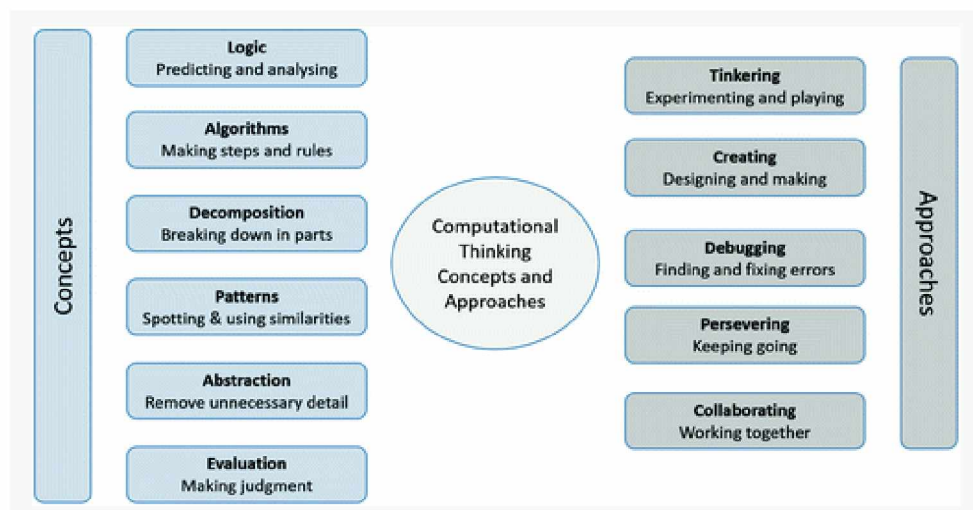 Concepts
Logic
Predicting and analysing
Algorithms
Making steps and rules
Decomposition
Breaking down in parts
Patterns
Spotting & using similarities
Abstraction
Remove unnecessary detail
Evaluation
Making judgment
Computational
Thinking
Concepts and
Approaches
Tinkering
Experimenting and playing
Creating
Designing and making
Debugging
Finding and fixing errors
Persevering
Keeping going
Collaborating
Working together
Approaches